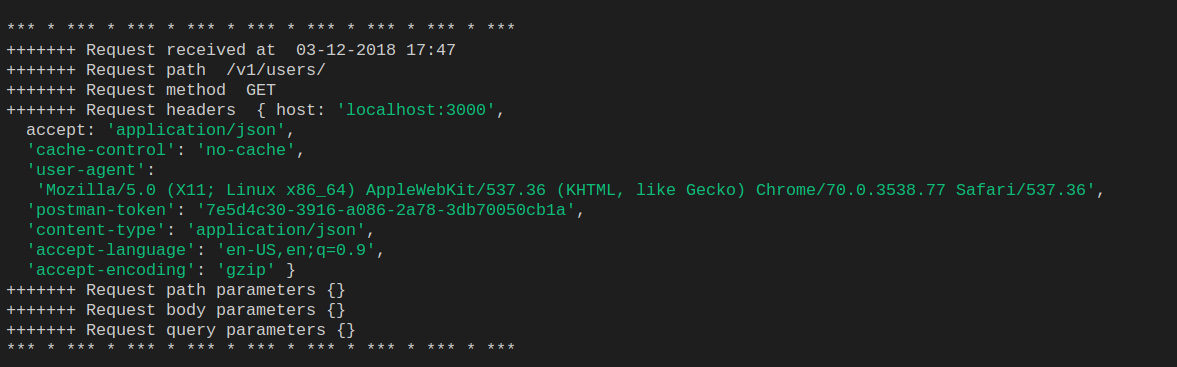 *** * *** * *** * *** * *** * *** * *** * *** * ***
+++++++ Request received at  03-12-2018 17:47
+++++++ Request path  /v1/users/
+++++++ Request method  GET
+++++++ Request headers  { host: 'localhost:3000',
  accept: 'application/json',
  'cache-control': 'no-cache',
  'user-agent':
   'Mozilla/5.0 (X11; Linux x86_64) AppleWebKit/537.36 (KHTML, like Gecko) Chrome/70.0.3538.77 Safari/537.36',
  'postman-token': '7e5d4c30-3916-a086-2a78-3db70050cb1a',
  'content-type': 'application/json',
  'accept-language': 'en-US,en;q=0.9',
  'accept-encoding': 'gzip' }
+++++++ Request path parameters {}
+++++++ Request body parameters {}
+++++++ Request query parameters {}
*** * *** * *** * *** * *** * *** * *** * *** * ***